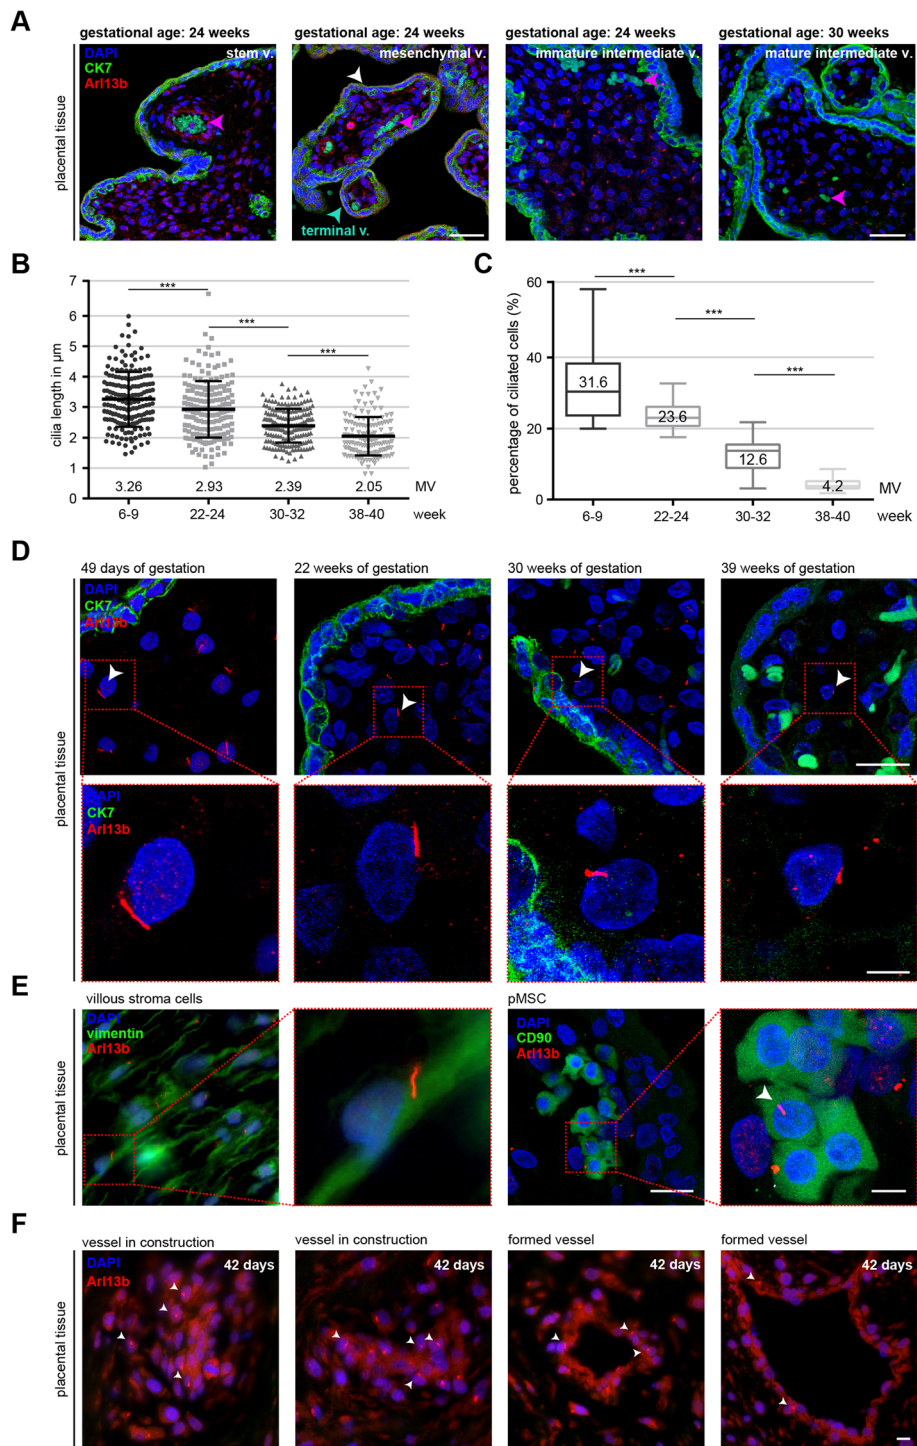 A
gestational age: 24 weeks
gestational age: 24 weeks
gestational age: 24 weeks
gestational age: 30 weeks
placental tissue
DAPI
CK7
Arl13b
stem v.
mesenchymal v.
terminal v.
immature intermediate v.
mature intermediate v.
B
cilia length in µm
7
6
5
4
3
2
1
0
***
***
***
3.26
2.93
2.39
2.05
MV
6-9
22-24
30-32
38-40
week
C
percentage of ciliated cells (%)
60
40
20
0
***
***
***
31.6
23.6
12.6
4.2
MV
6-9
22-24
30-32
38-40
week
D
49 days of gestation
22 weeks of gestation
30 weeks of gestation
39 weeks of gestation
placental tissue
DAPI
CK7
Arl13b
DAPI
CK7
Arl13b
E
villous stroma cells
pMSC
placental tissue
DAPI
vimentin
Arl13b
DAPI
CD90
Arl13b
F
vessel in construction
vessel in construction
formed vessel
formed vessel
placental tissue
DAPI
Arl13b
42 days
42 days
42 days
42 days